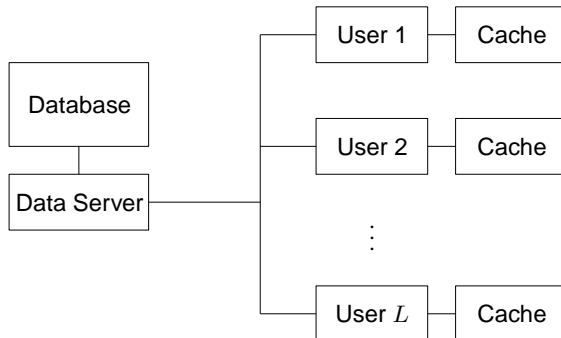 User 1
Cache
Database
User 2
Cache
Data Server
⋮
User L
Cache